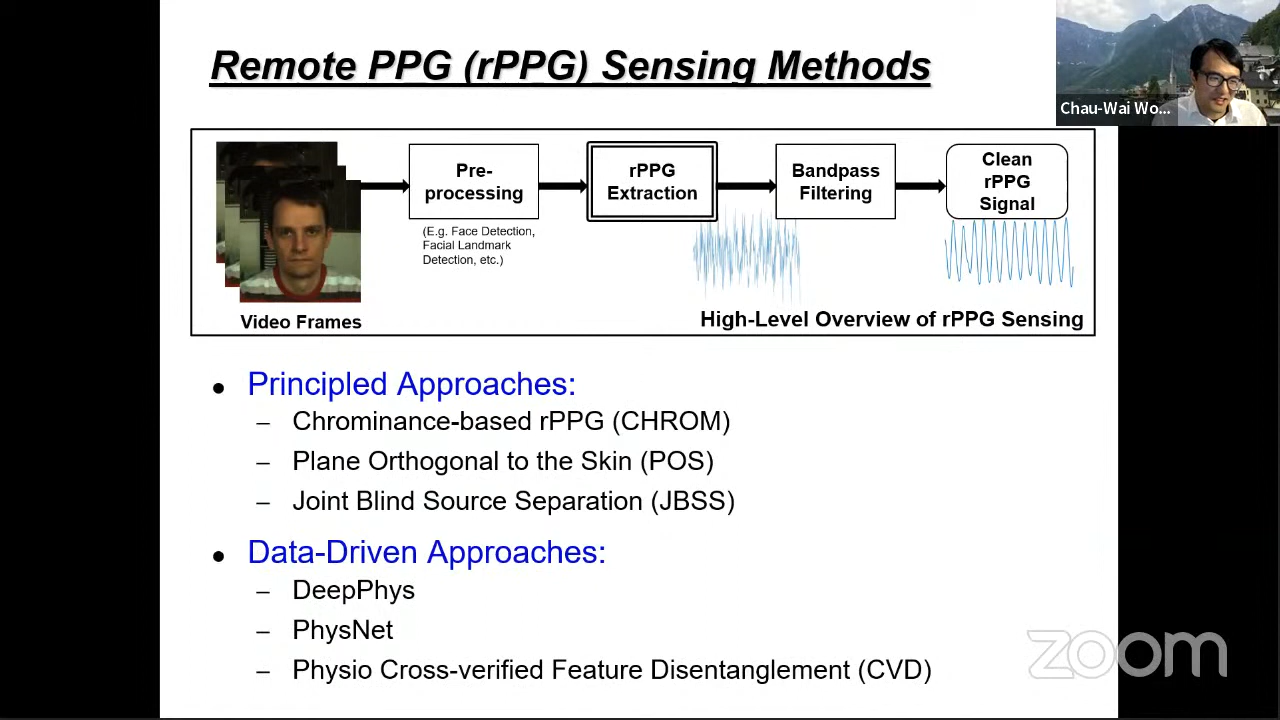 Remote PPG (rPPG) Sensing Methods
Chau-Wai Wo...
Pre-
processing
(E.g. Face Detection,
Facial Landmark
Detection, etc.)
rPPG
Extraction
Bandpass
Filtering
Clean
rPPG
Signal
Video Frames
High-Level Overview of rPPG Sensing
● Principled Approaches:
– Chrominance-based rPPG (CHROM)
– Plane Orthogonal to the Skin (POS)
– Joint Blind Source Separation (JBSS)
● Data-Driven Approaches:
– DeepPhys
– PhysNet
– Physio Cross-verified Feature Disentanglement (CVD)
zoom